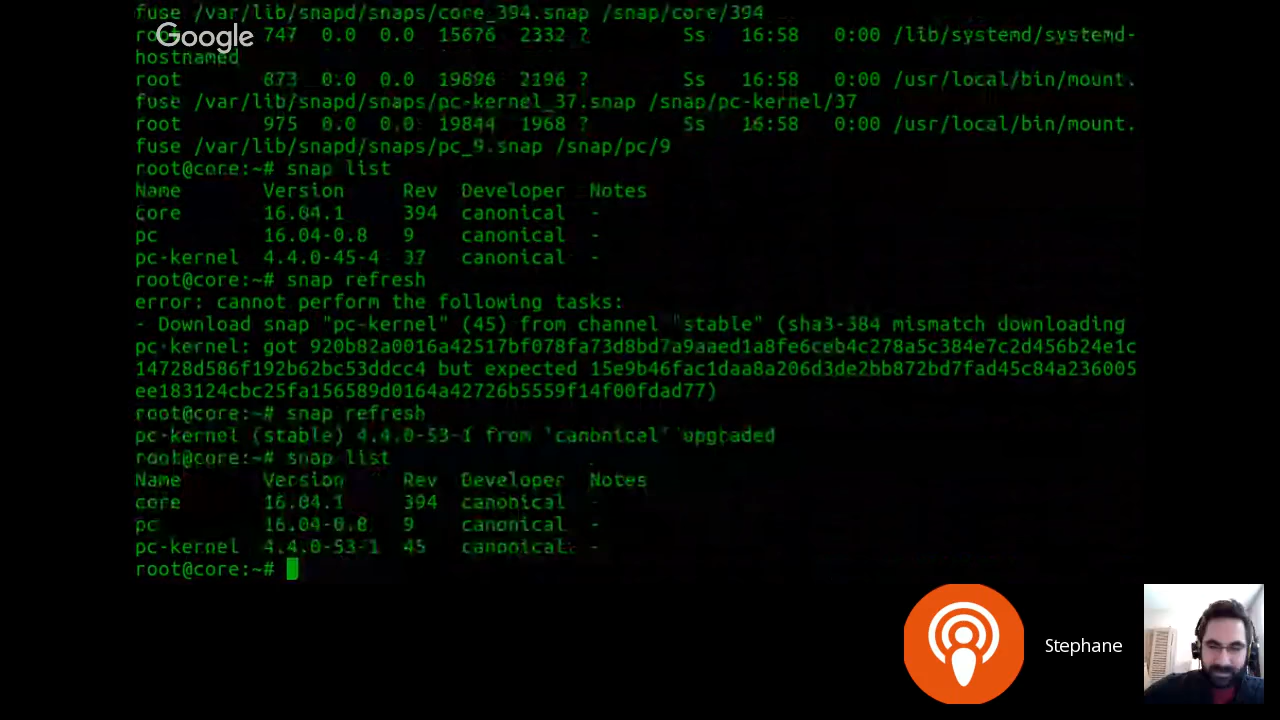 fuse /var/lib/snapd/snaps/core_394.snap /snap/core/394
Google
root 747 0.0 0.0 15676 2332 ? Ss 16:58 0:00 /lib/systemd/systemd-
hostnamed
root 873 0.0 0.0 19896 2196 ? Ss 16:58 0:00 /usr/local/bin/mount.
fuse /var/lib/snapd/snaps/pc-kernel_37.snap /snap/pc-kernel/37
root 975 0.0 0.0 19844 1968 ? Ss 16:58 0:00 /usr/local/bin/mount.
fuse /var/lib/snapd/snaps/pc_9.snap /snap/pc/9
root@core:~# snap list
Name Version Rev Developer Notes
core 16.04.1 394 canonical -
pc 16.04-0.8 9 canonical -
pc-kernel 4.4.0-45-4 37 canonical -
root@core:~# snap refresh
error: cannot perform the following tasks:
- Download snap "pc-kernel" (45) from channel "stable" (sha3-384 mismatch downloading
pc-kernel: got 920b82a0016a42517bf078fa73d8bd7a9aaed1a8fe6ceb4c278a5c384e7c2d456b24e1c
14728d586f192b62bc53ddcc4 but expected 15e9b46fac1daa8a206d3de2bb872bd7fad45c84a236005
ee183124cbc25fa156589d0164a42726b5559f14f00fdad77)
root@core:~# snap refresh
pc-kernel (stable) 4.4.0-53-1 from 'canonical' upgraded
root@core:~# snap list
Name Version Rev Developer Notes
core 16.04.1 394 canonical -
pc 16.04-0.8 9 canonical -
pc-kernel 4.4.0-53-1 45 canonical -
root@core:~#
Stephane